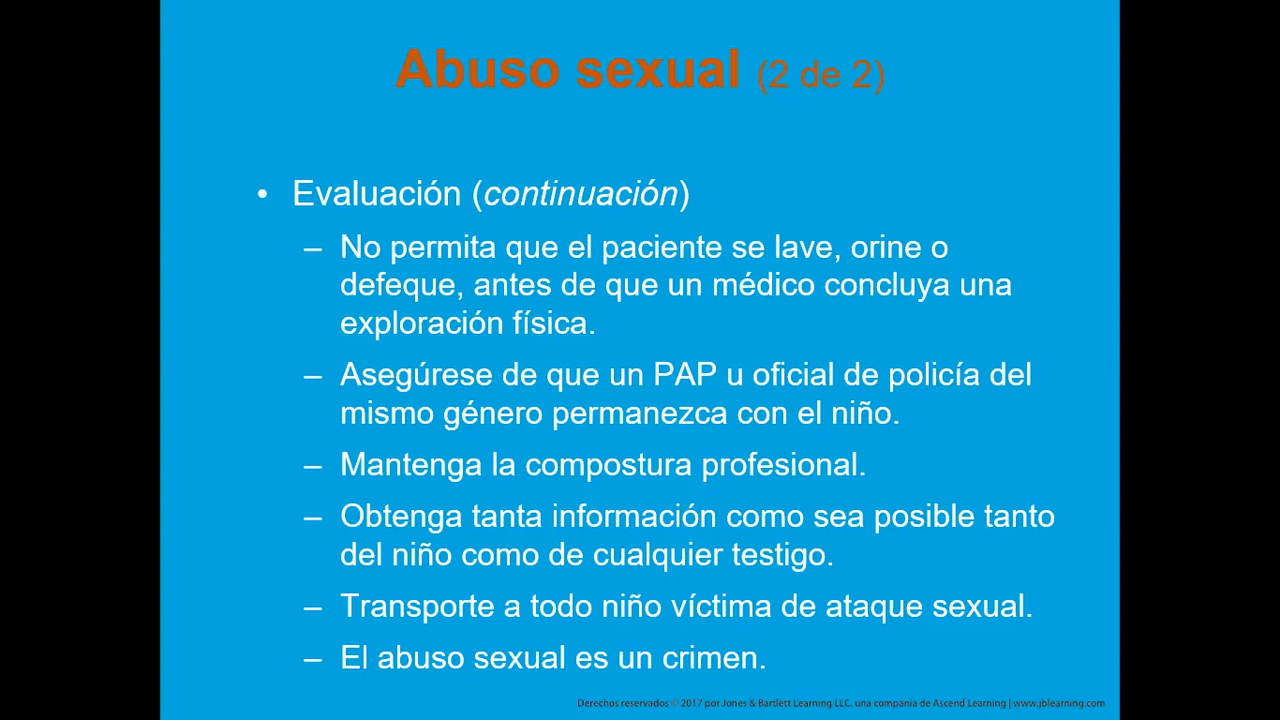 Abuso sexual (2 de 2)
• Evaluación (continuación)
– No permita que el paciente se lave, orine o
defeque, antes de que un médico concluya una
exploración física.
– Asegúrese de que un PAP u oficial de policía del
mismo género permanezca con el niño.
– Mantenga la compostura profesional.
– Obtenga tanta información como sea posible tanto
del niño como de cualquier testigo.
– Transporte a todo niño víctima de ataque sexual.
– El abuso sexual es un crimen.
Derechos reservados © 2017 por Jones & Bartlett Learning LLC, una compania de Ascend Learning | www.jblearning.com